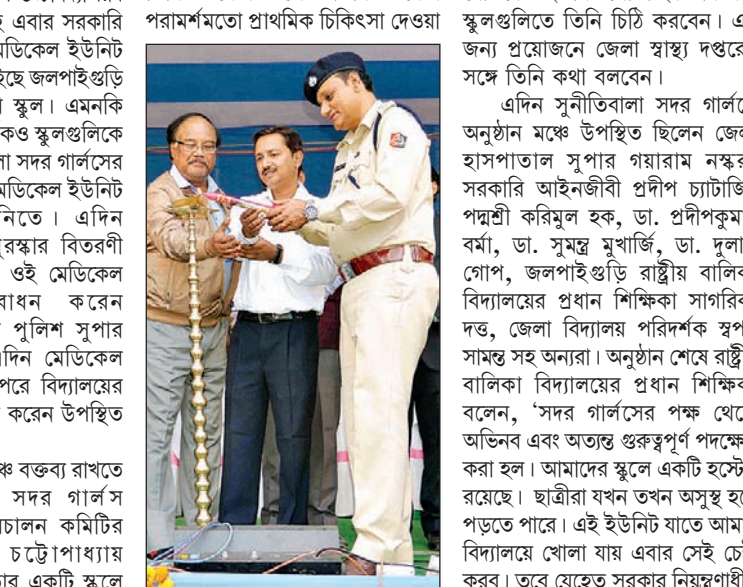 এবার সরকারি
মেডিকেল ইউনিট
জলপাইগুড়ি
স্কুল। এমনকি
স্কুলগুলিকে
সদর গার্লসের
মেডিকেল ইউনিট
এদিন
বিতরণী
ওই মেডিকেল
করেন
পুলিশ সুপার
মেডিকেল
পরে বিদ্যালয়ের
করেন উপস্থিত
বক্তব্য রাখতে
সদর গার্লস
কমিটির
চট্টোপাধ্যায়
একটি স্কুলে
পরামর্শমতো প্রাথমিক চিকিৎসা দেওয়া
স্কুলগুলিতে তিনি চিঠি করবেন। এ
জন্য প্রয়োজনে জেলা স্বাস্থ্য দপ্তরে
সঙ্গে তিনি কথা বলবেন।
এদিন সুনীতিবালা সদর গার্লসে
অনুষ্ঠান মঞ্চে উপস্থিত ছিলেন জেল
হাসপাতাল সুপার গয়ারাম নস্কর
সরকারি আইনজীবী প্রদীপ চ্যাটার্জি
পদ্মশ্রী করিমুল হক, ডা. প্রদীপকুমা
বর্মা, ডা. সুমন্ত্র মুখার্জি, ডা. দুলা
গোপ, জলপাইগুড়ি রাষ্ট্রীয় বালিকা
বিদ্যালয়ের প্রধান শিক্ষিকা সাগরিকা
দত্ত, জেলা বিদ্যালয় পরিদর্শক স্বপ
সামন্ত সহ অন্যরা। অনুষ্ঠান শেষে রাষ্ট্রী
বালিকা বিদ্যালয়ের প্রধান শিক্ষিকা
বলেন, ‘সদর গার্লসের পক্ষ থেে
অভিনব এবং অত্যন্ত গুরুত্বপূর্ণ পদক্ষে
করা হল। আমাদের স্কুলে একটি হস্টে
রয়েছে। ছাত্রীরা যখন তখন অসুস্থ হে
পড়তে পারে। এই ইউনিট যাতে আমা
বিদ্যালয়ে খোলা যায় এবার সেই চে
করব। তবে যেহেতু সরকার নিয়ন্ত্রণাধী